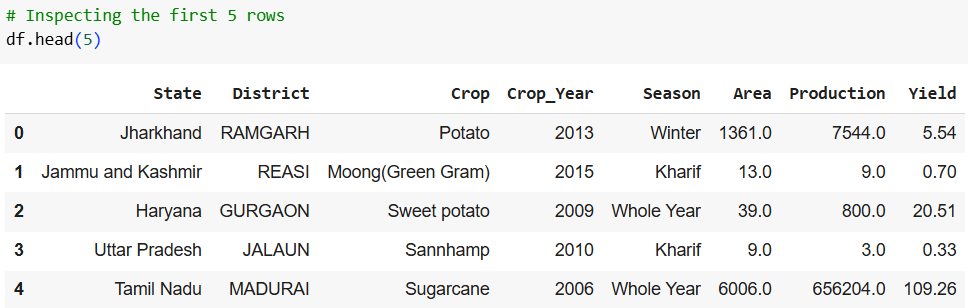 # Inspecting the first 5 rows
df.head(5)
State District Crop Crop_Year Season Area Production Yield
0 Jharkhand RAMGARH Potato 2013 Winter 1361.0 7544.0 5.54
1 Jammu and Kashmir REASI Moong(Green Gram) 2015 Kharif 13.0 9.0 0.70
2 Haryana GURGAON Sweet potato 2009 Whole Year 39.0 800.0 20.51
3 Uttar Pradesh JALAUN Sannhamp 2010 Kharif 9.0 3.0 0.33
4 Tamil Nadu MADURAI Sugarcane 2006 Whole Year 6006.0 656204.0 109.26